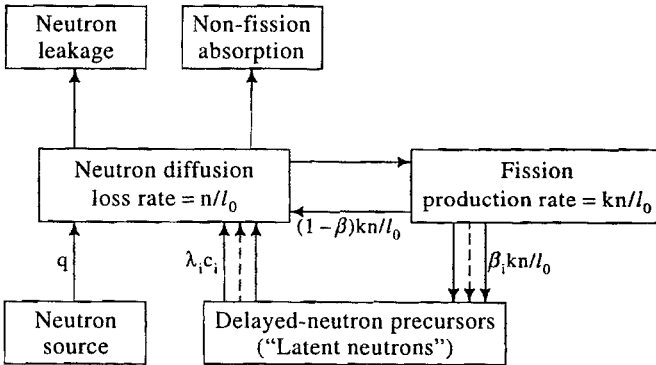 Neutron
leakage
Non-fission
absorption
Neutron diffusion
loss rate = n/l₀
Fission
production rate = kn/l₀
(1 − β)kn/l₀
q
λᵢcᵢ
βᵢkn/l₀
Neutron
source
Delayed-neutron precursors
("Latent neutrons")